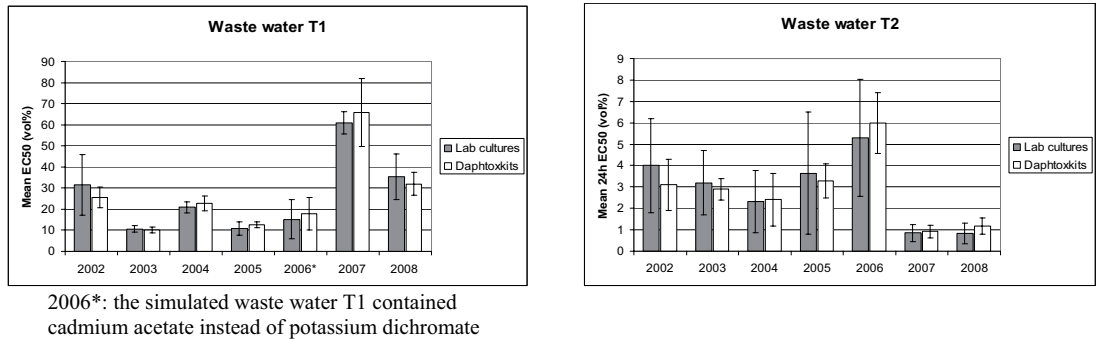 Waste water T1
Mean EC50 (vol%)
90
80
70
60
50
40
30
20
10
0
2002 2003 2004 2005 2006* 2007 2008
Lab cultures
Daphtoxkits
2006*: the simulated waste water T1 contained
cadmium acetate instead of potassium dichromate
Waste water T2
Mean 24h EC50 (vol%)
9
8
7
6
5
4
3
2
1
0
2002 2003 2004 2005 2006 2007 2008
Lab cultures
Daphtoxkits